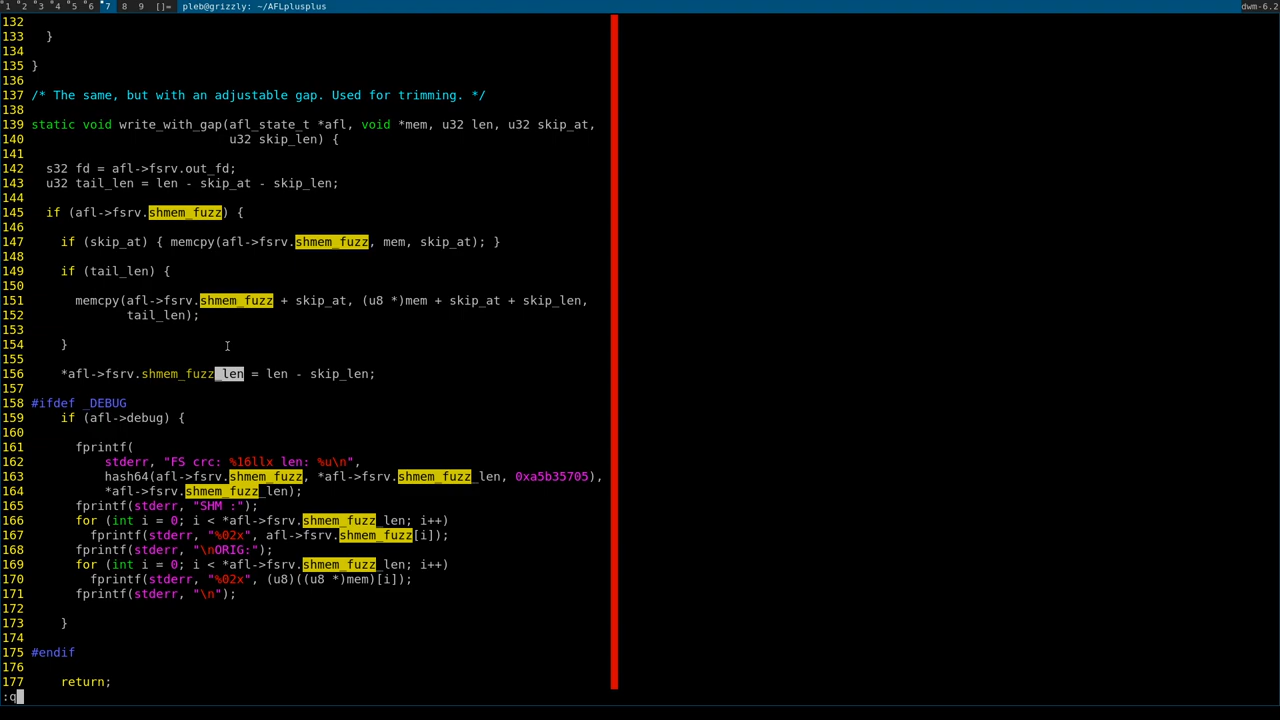 1 2 3 4 5 6 7 8 9 []= pleb@grizzly: ~/AFLplusplus dwm-6.2
132
133   }
134
135 }
136
137 /* The same, but with an adjustable gap. Used for trimming. */
138
139 static void write_with_gap(afl_state_t *afl, void *mem, u32 len, u32 skip_at,
140                            u32 skip_len) {
141
142   s32 fd = afl->fsrv.out_fd;
143   u32 tail_len = len - skip_at - skip_len;
144
145   if (afl->fsrv.shmem_fuzz) {
146
147     if (skip_at) { memcpy(afl->fsrv.shmem_fuzz, mem, skip_at); }
148
149     if (tail_len) {
150
151       memcpy(afl->fsrv.shmem_fuzz + skip_at, (u8 *)mem + skip_at + skip_len,
152              tail_len);
153
154     }
155
156     *afl->fsrv.shmem_fuzz_len = len - skip_len;
157
158 #ifdef _DEBUG
159     if (afl->debug) {
160
161       fprintf(
162           stderr, "FS crc: %16llx len: %u\n",
163           hash64(afl->fsrv.shmem_fuzz, *afl->fsrv.shmem_fuzz_len, 0xa5b35705),
164           *afl->fsrv.shmem_fuzz_len);
165       fprintf(stderr, "SHM :");
166       for (int i = 0; i < *afl->fsrv.shmem_fuzz_len; i++)
167         fprintf(stderr, "%02x", afl->fsrv.shmem_fuzz[i]);
168       fprintf(stderr, "\nORIG:");
169       for (int i = 0; i < *afl->fsrv.shmem_fuzz_len; i++)
170         fprintf(stderr, "%02x", (u8)((u8 *)mem)[i]);
171       fprintf(stderr, "\n");
172
173     }
174
175 #endif
176
177     return;
:q